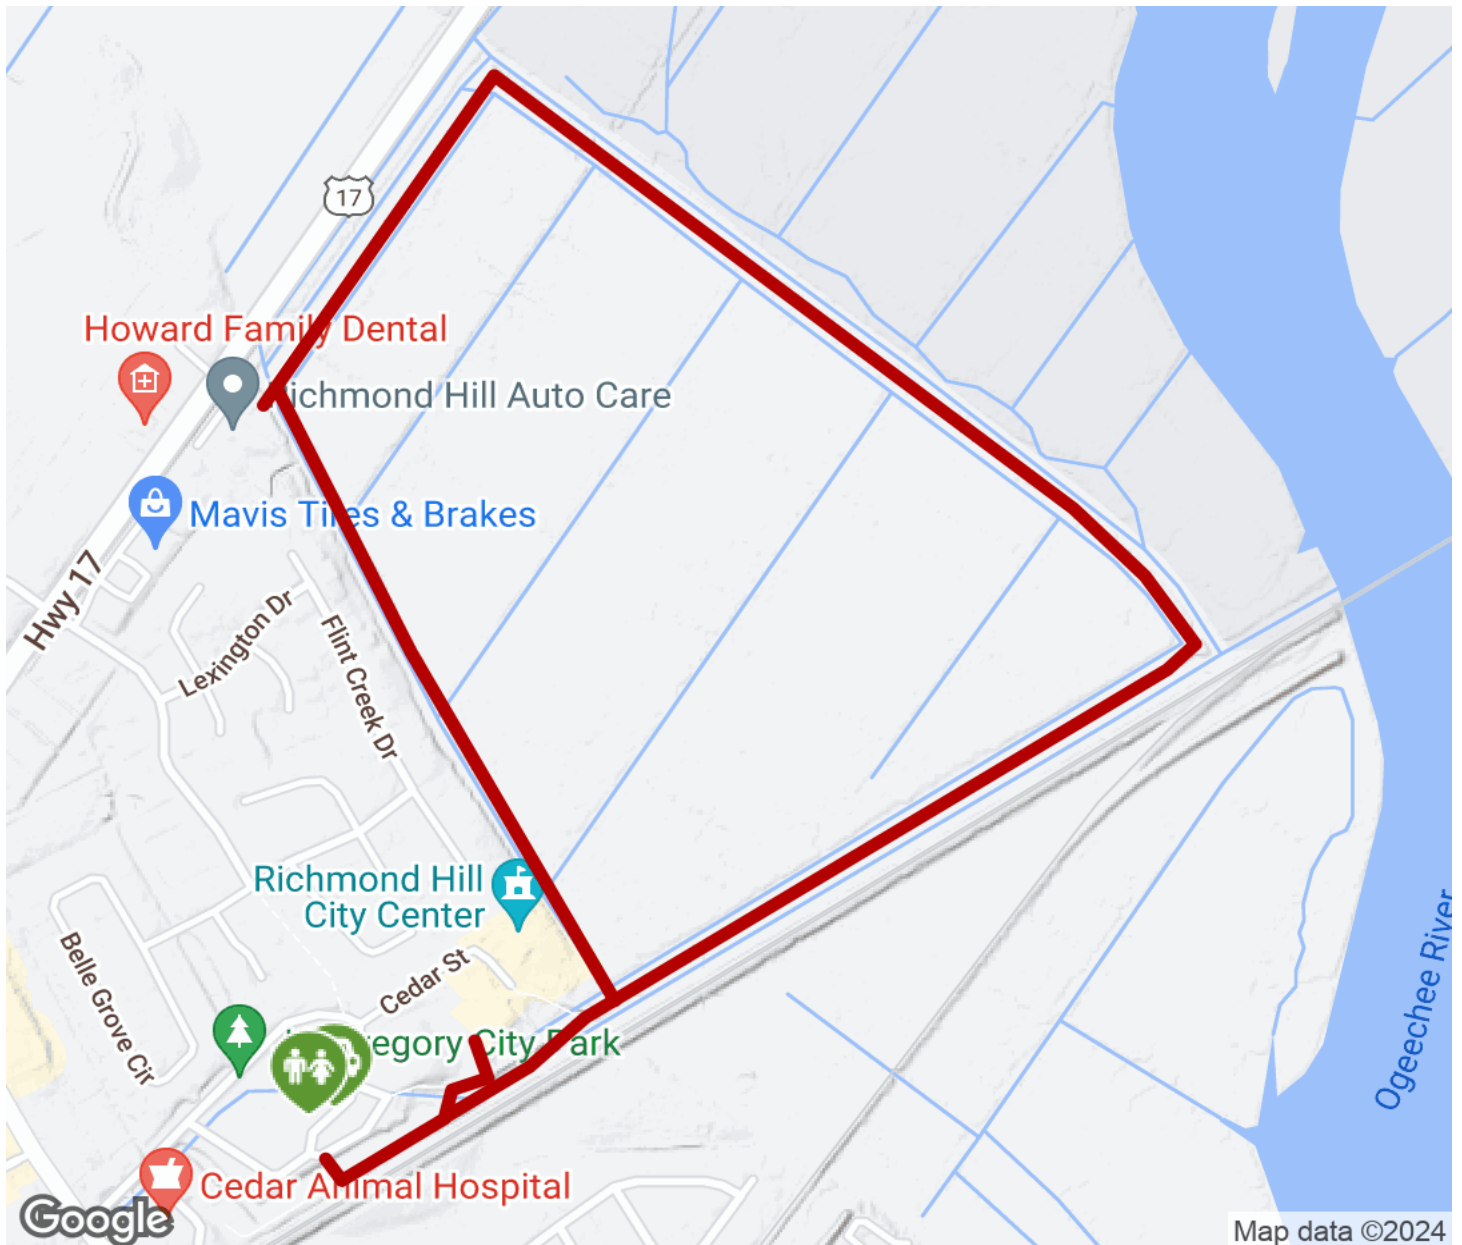 17
Howard Family Dental
Richmond Hill Auto Care
Mavis Tires & Brakes
Hwy 17
Lexington Dr
Flint Creek Dr
Richmond Hill
City Center
Cedar St
Belle Grove Cir
regory City Park
Ogeechee River
Cedar Animal Hospital
Google
Map data ©2024